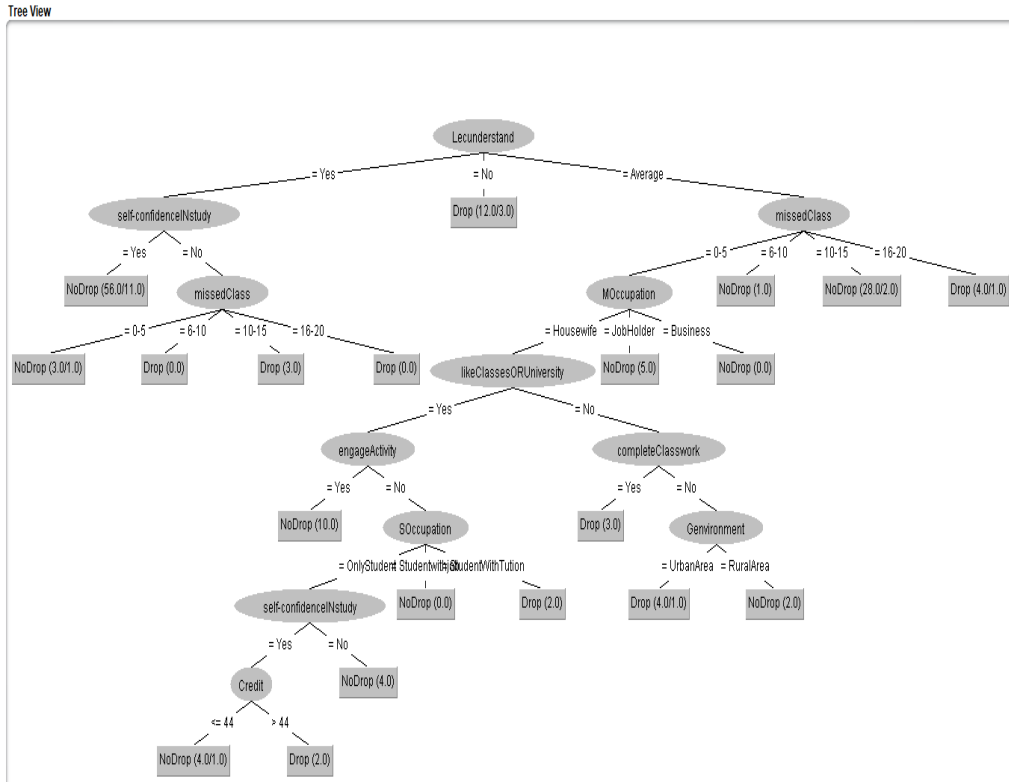 Tree View
Lecunderstand
= Yes = No = Average
Drop (12.0/3.0)
self-confidenceINstudy missedClass
= Yes = No = 0-5 = 6-10 = 10-15 = 16-20
NoDrop (56.0/11.0) missedClass MOccupation NoDrop (1.0) NoDrop (28.0/2.0) Drop (4.0/1.0)
= 0-5 = 6-10 = 10-15 = 16-20 = Housewife = JobHolder = Business
NoDrop (3.0/1.0) Drop (0.0) Drop (3.0) Drop (0.0) likeClassesORUniversity NoDrop (5.0) NoDrop (0.0)
= Yes = No
engageActivity completeClasswork
= Yes = No = Yes = No
NoDrop (10.0) SOccupation Drop (3.0) Genvironment
= OnlyStudent = Studentwithjob = StudentWithTution = UrbanArea = RuralArea
self-confidenceINstudy NoDrop (0.0) Drop (2.0) Drop (4.0/1.0) NoDrop (2.0)
= Yes = No
Credit NoDrop (4.0)
<= 44 > 44
NoDrop (4.0/1.0) Drop (2.0)